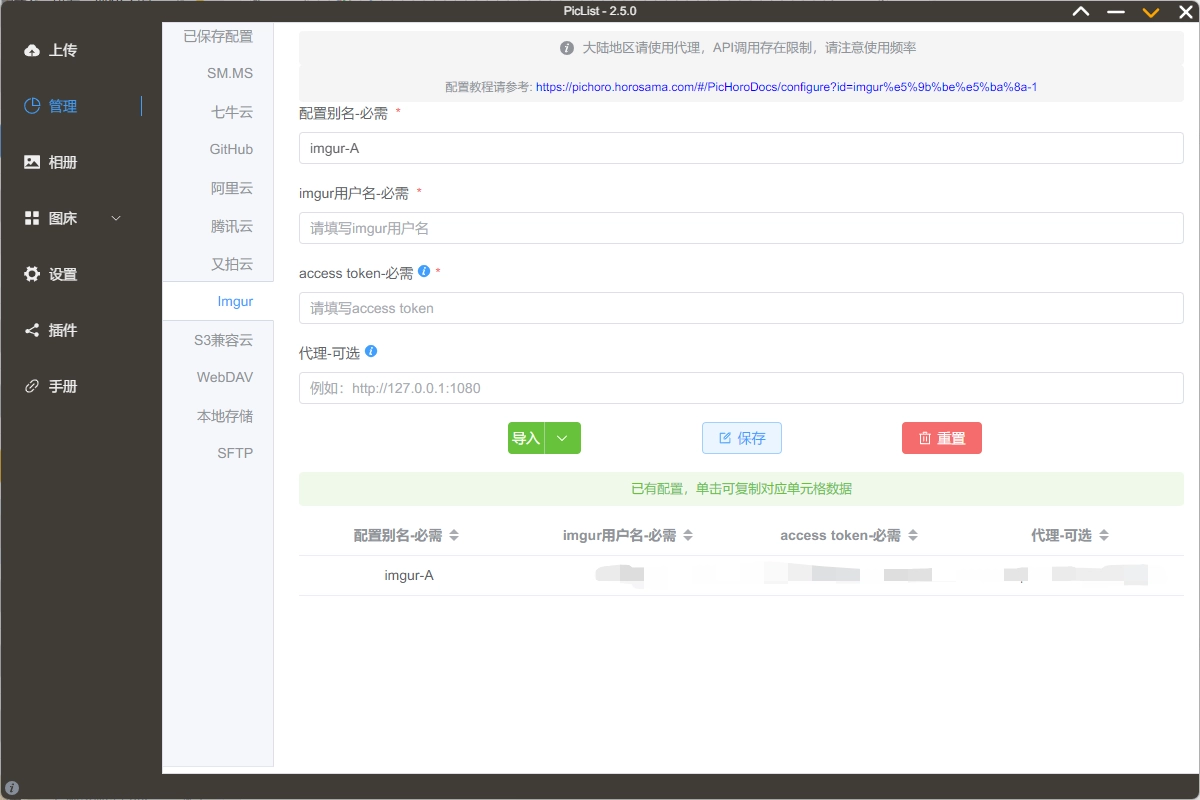 PicList - 2.5.0
上传
管理
相册
图床
设置
插件
手册
已保存配置
SM.MS
七牛云
GitHub
阿里云
腾讯云
又拍云
Imgur
S3兼容云
WebDAV
本地存储
SFTP
大陆地区请使用代理，API调用存在限制，请注意使用频率
配置教程请参考: https://pichoro.horosama.com/#/PicHoroDocs/configure?id=imgur%e5%9b%be%e5%ba%8a-1
配置别名-必需 *
imgur-A
imgur用户名-必需 *
请填写imgur用户名
access token-必需 *
请填写access token
代理-可选
例如：http://127.0.0.1:1080
导入 保存 重置
已有配置，单击可复制对应单元格数据
配置别名-必需 imgur用户名-必需 access token-必需 代理-可选
imgur-A